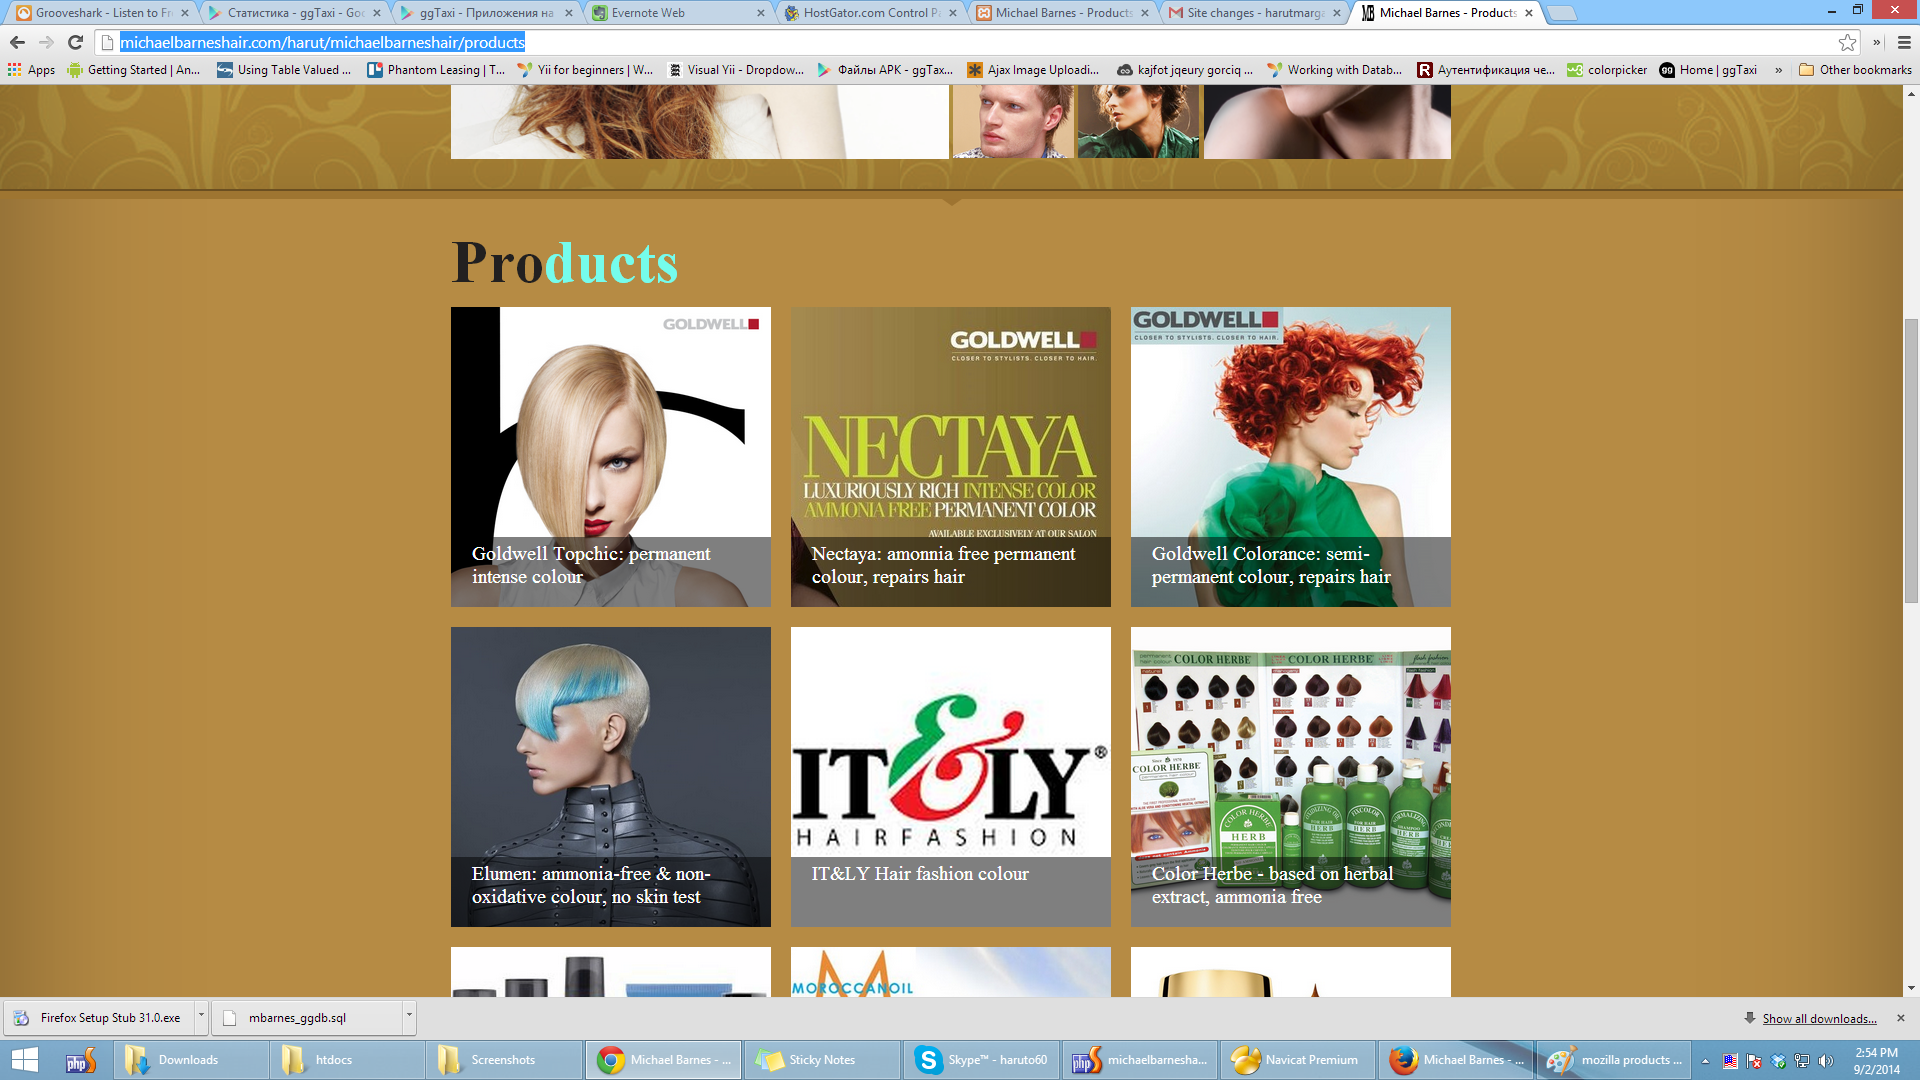 Grooveshark - Listen to Fr
Статистика - ggTaxi - Goo
ggTaxi - Приложения на
Evernote Web
HostGator.com Control Pa
Michael Barnes - Products
Site changes - harutmarga
Michael Barnes - Products
michaelbarneshair.com/harut/michaelbarneshair/products
Apps
Getting Started | An...
Using Table Valued ...
Phantom Leasing | T...
Yii for beginners | W...
Visual Yii - Dropdow...
Файлы APK - ggTax...
Ajax Image Uploadi...
kajfot jqeury gorciq ...
Working with Datab...
Аутентификация че...
colorpicker
Home | ggTaxi
Other bookmarks
Products
GOLDWELL
Goldwell Topchic: permanent
intense colour
GOLDWELL
CLOSER TO STYLISTS. CLOSER TO HAIR.
NECTAYA
LUXURIOUSLY RICH INTENSE COLOR
AMMONIA FREE PERMANENT COLOR
AVAILABLE EXCLUSIVELY AT OUR SALON
Nectaya: amonnia free permanent
colour, repairs hair
GOLDWELL
CLOSER TO STYLISTS. CLOSER TO HAIR.
Goldwell Colorance: semi-
permanent colour, repairs hair
Elumen: ammonia-free & non-
oxidative colour, no skin test
IT&LY®
HAIRFASHION
IT&LY Hair fashion colour
COLOR HERBE
COLOR HERBE
COLOR HERBE
COLOR HERBE
HERB
Color Herbe - based on herbal
extract, ammonia free
MOROCCANOIL
Firefox Setup Stub 31.0.exe
mbarnes_ggdb.sql
Show all downloads...
Downloads
htdocs
Screenshots
Michael Barnes - ...
Sticky Notes
Skype™ - haruto60
michaelbarnesha...
Navicat Premium
Michael Barnes - ...
mozilla products ...
2:54 PM
9/2/2014